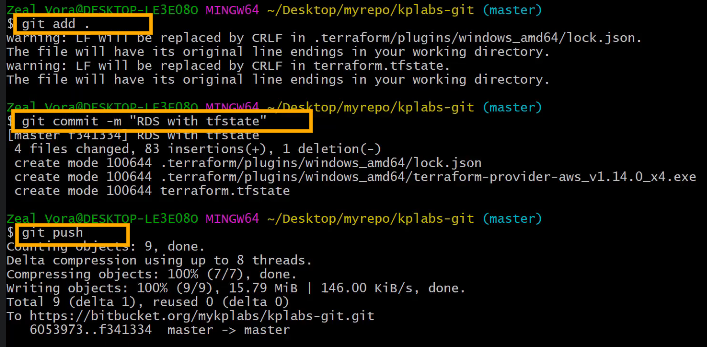 Zeal Vora@DESKTOP-LE3E08O MINGW64 ~/Desktop/myrepo/kplabs-git (master)
$ git add .
warning: LF will be replaced by CRLF in .terraform/plugins/windows_amd64/lock.json.
The file will have its original line endings in your working directory.
warning: LF will be replaced by CRLF in terraform.tfstate.
The file will have its original line endings in your working directory.
Zeal Vora@DESKTOP-LE3E08O MINGW64 ~/Desktop/myrepo/kplabs-git (master)
$ git commit -m "RDS with tfstate"
[master f341334] RDS with tfstate
4 files changed, 83 insertions(+), 1 deletion(-)
create mode 100644 .terraform/plugins/windows_amd64/lock.json
create mode 100644 .terraform/plugins/windows_amd64/terraform-provider-aws_v1.14.0_x4.exe
create mode 100644 terraform.tfstate
Zeal Vora@DESKTOP-LE3E08O MINGW64 ~/Desktop/myrepo/kplabs-git (master)
$ git push
Counting objects: 9, done.
Delta compression using up to 8 threads.
Compressing objects: 100% (7/7), done.
Writing objects: 100% (9/9), 15.79 MiB | 146.00 KiB/s, done.
Total 9 (delta 1), reused 0 (delta 0)
To https://bitbucket.org/mykplabs/kplabs-git.git
6053973..f341334 master -> master